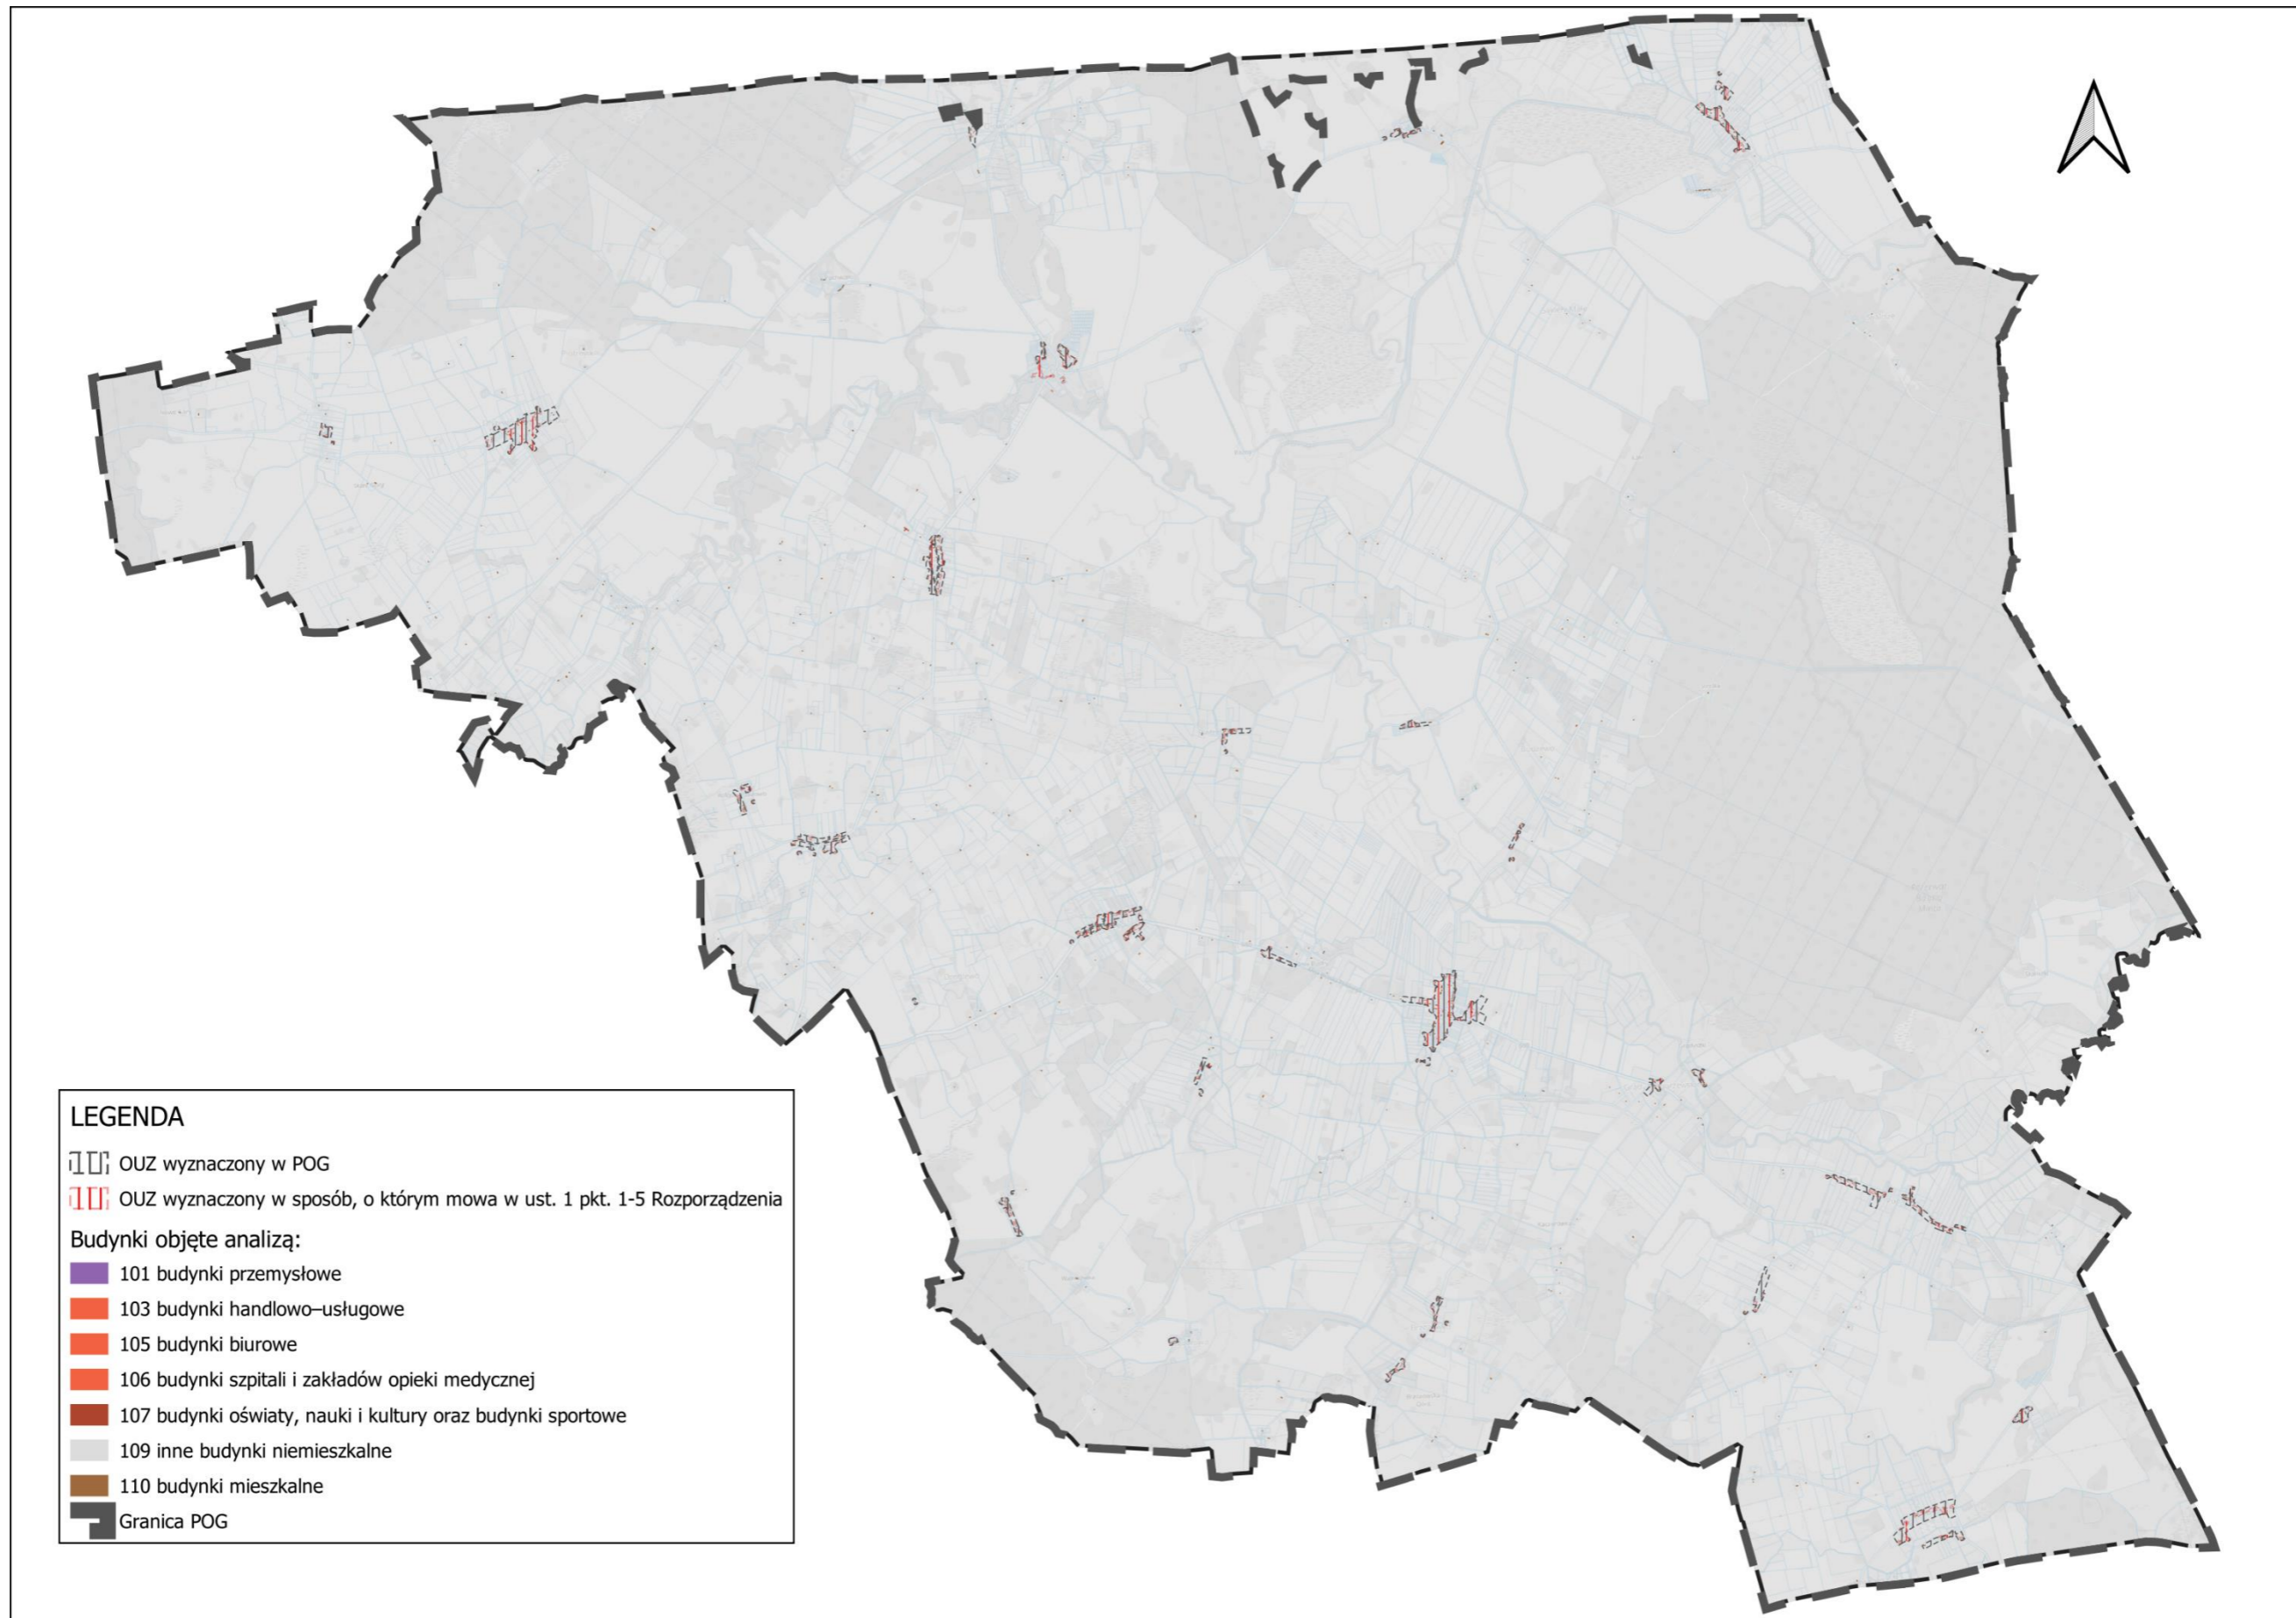 LEGENDA
OUZ wyznaczony w POG
OUZ wyznaczony w sposób, o którym mowa w ust. 1 pkt. 1-5 Rozporządzenia
Budynki objęte analizą:
101 budynki przemysłowe
103 budynki handlowo–usługowe
105 budynki biurowe
106 budynki szpitali i zakładów opieki medycznej
107 budynki oświaty, nauki i kultury oraz budynki sportowe
109 inne budynki niemieszkalne
110 budynki mieszkalne
Granica POG